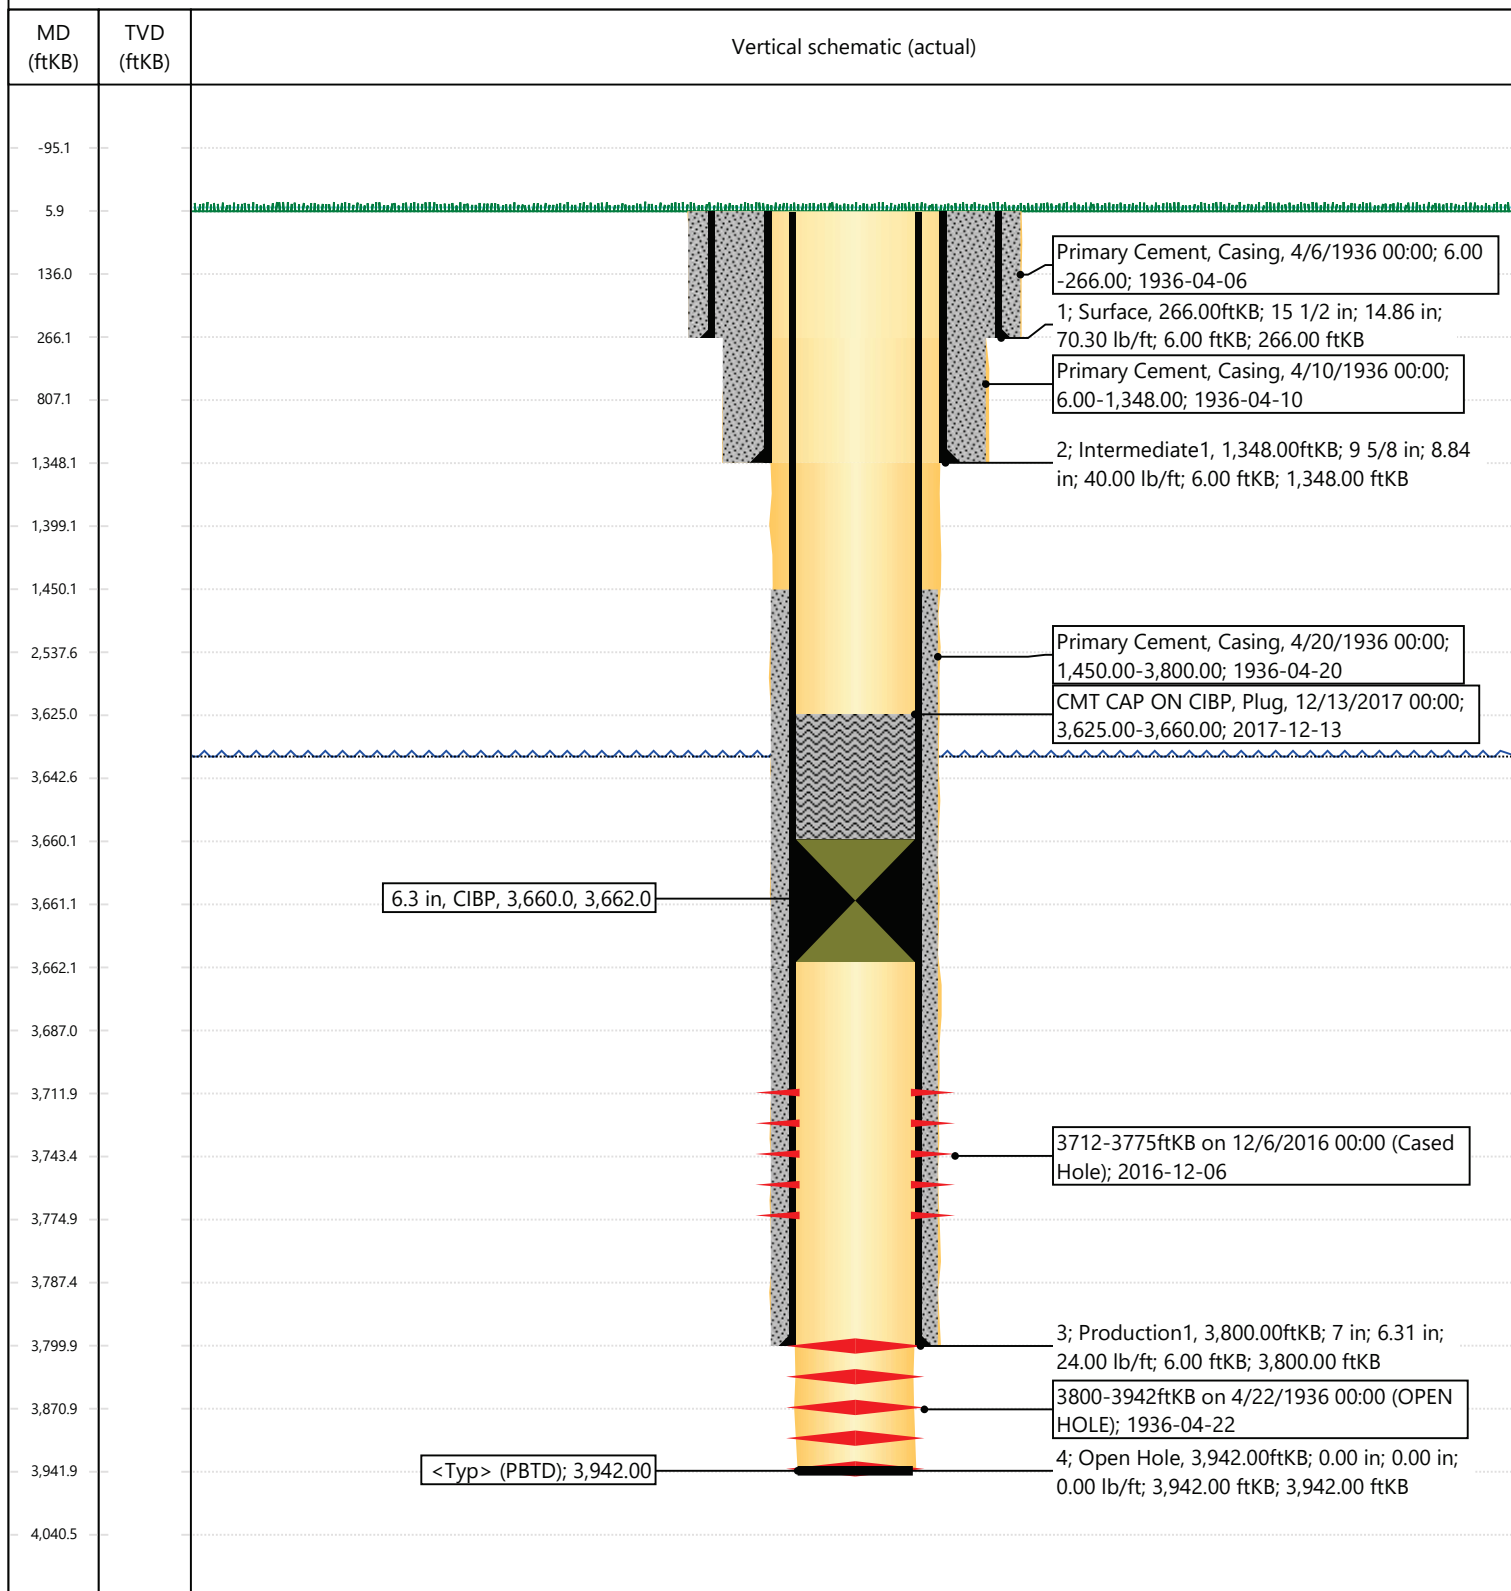 MD
(ftKB)
TVD
(ftKB)
Vertical schematic (actual)
-95.1
5.9
136.0
266.1
807.1
1,348.1
1,399.1
1,450.1
2,537.6
3,625.0
3,642.6
3,660.1
3,661.1
3,662.1
3,687.0
3,711.9
3,743.4
3,774.9
3,787.4
3,799.9
3,870.9
3,941.9
4,040.5
Primary Cement, Casing, 4/6/1936 00:00; 6.00
-266.00; 1936-04-06
1; Surface, 266.00ftKB; 15 1/2 in; 14.86 in;
70.30 lb/ft; 6.00 ftKB; 266.00 ftKB
Primary Cement, Casing, 4/10/1936 00:00;
6.00-1,348.00; 1936-04-10
2; Intermediate1, 1,348.00ftKB; 9 5/8 in; 8.84
in; 40.00 lb/ft; 6.00 ftKB; 1,348.00 ftKB
Primary Cement, Casing, 4/20/1936 00:00;
1,450.00-3,800.00; 1936-04-20
CMT CAP ON CIBP, Plug, 12/13/2017 00:00;
3,625.00-3,660.00; 2017-12-13
6.3 in, CIBP, 3,660.0, 3,662.0
3712-3775ftKB on 12/6/2016 00:00 (Cased
Hole); 2016-12-06
3; Production1, 3,800.00ftKB; 7 in; 6.31 in;
24.00 lb/ft; 6.00 ftKB; 3,800.00 ftKB
3800-3942ftKB on 4/22/1936 00:00 (OPEN
HOLE); 1936-04-22
<Typ> (PBTD); 3,942.00
4; Open Hole, 3,942.00ftKB; 0.00 in; 0.00 in;
0.00 lb/ft; 3,942.00 ftKB; 3,942.00 ftKB